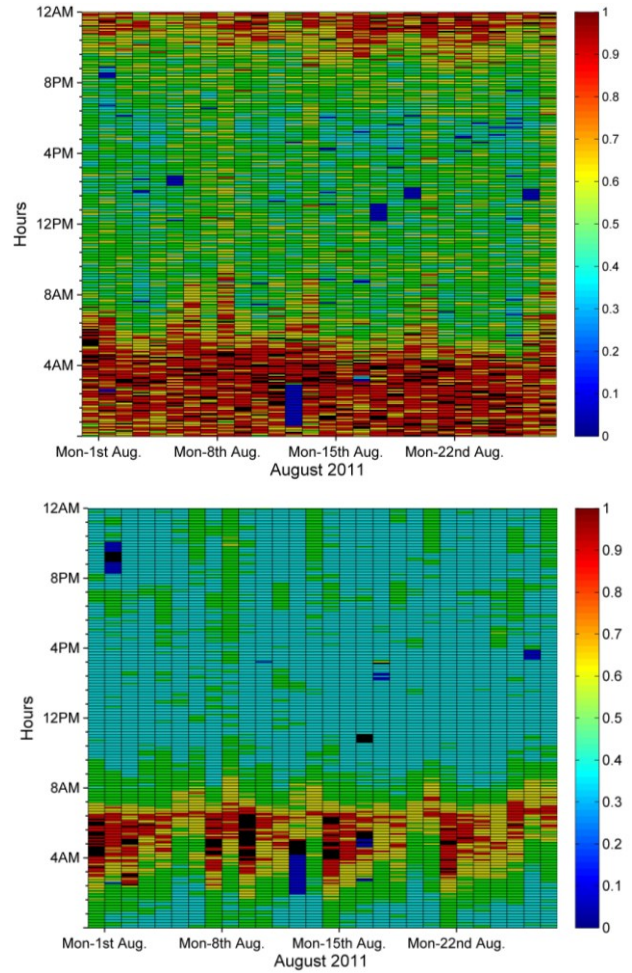 12AM
8PM
4PM
12PM
8AM
4AM
Hours
Mon-1st Aug. Mon-8th Aug. Mon-15th Aug. Mon-22nd Aug.
August 2011
1
0.9
0.8
0.7
0.6
0.5
0.4
0.3
0.2
0.1
0
12AM
8PM
4PM
12PM
8AM
4AM
Hours
Mon-1st Aug. Mon-8th Aug. Mon-15th Aug. Mon-22nd Aug.
August 2011
1
0.9
0.8
0.7
0.6
0.5
0.4
0.3
0.2
0.1
0